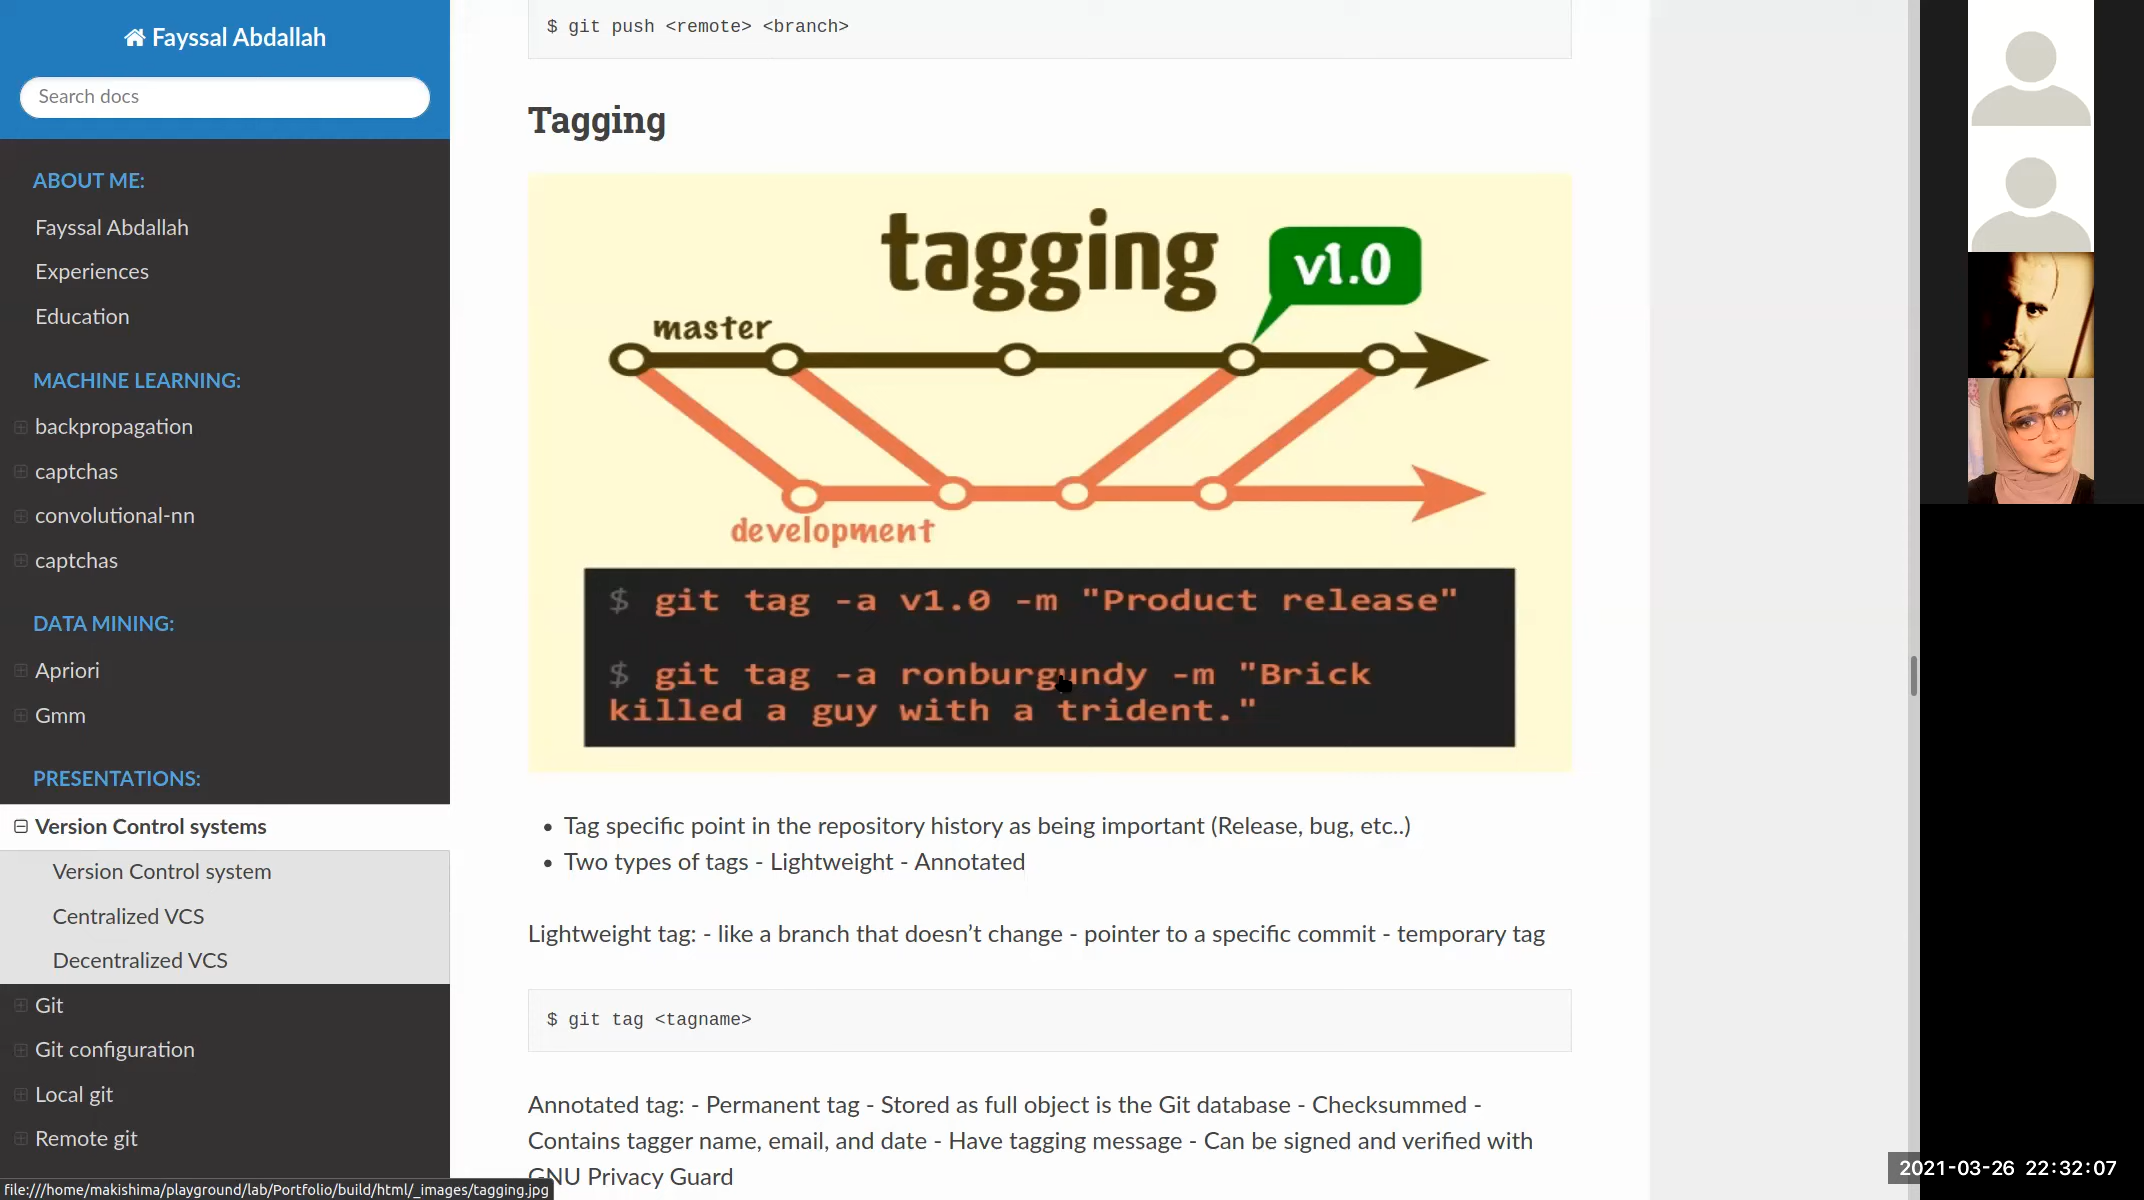 Fayssal Abdallah
Search docs
ABOUT ME:
Fayssal Abdallah
Experiences
Education
MACHINE LEARNING:
backpropagation
captchas
convolutional-nn
captchas
DATA MINING:
Apriori
Gmm
PRESENTATIONS:
Version Control systems
Version Control system
Centralized VCS
Decentralized VCS
Git
Git configuration
Local git
Remote git
file:///home/makishima/playground/lab/Portfolio/build/html/_images/tagging.jpg
$ git push <remote> <branch>
Tagging
tagging
v1.0
master
development
$ git tag -a v1.0 -m "Product release"
$ git tag -a ronburgundy -m "Brick
killed a guy with a trident."
• Tag specific point in the repository history as being important (Release, bug, etc..)
• Two types of tags - Lightweight - Annotated
Lightweight tag: - like a branch that doesn’t change - pointer to a specific commit - temporary tag
$ git tag <tagname>
Annotated tag: - Permanent tag - Stored as full object is the Git database - Checksummed -
Contains tagger name, email, and date - Have tagging message - Can be signed and verified with
GNU Privacy Guard
2021-03-26 22:32:07